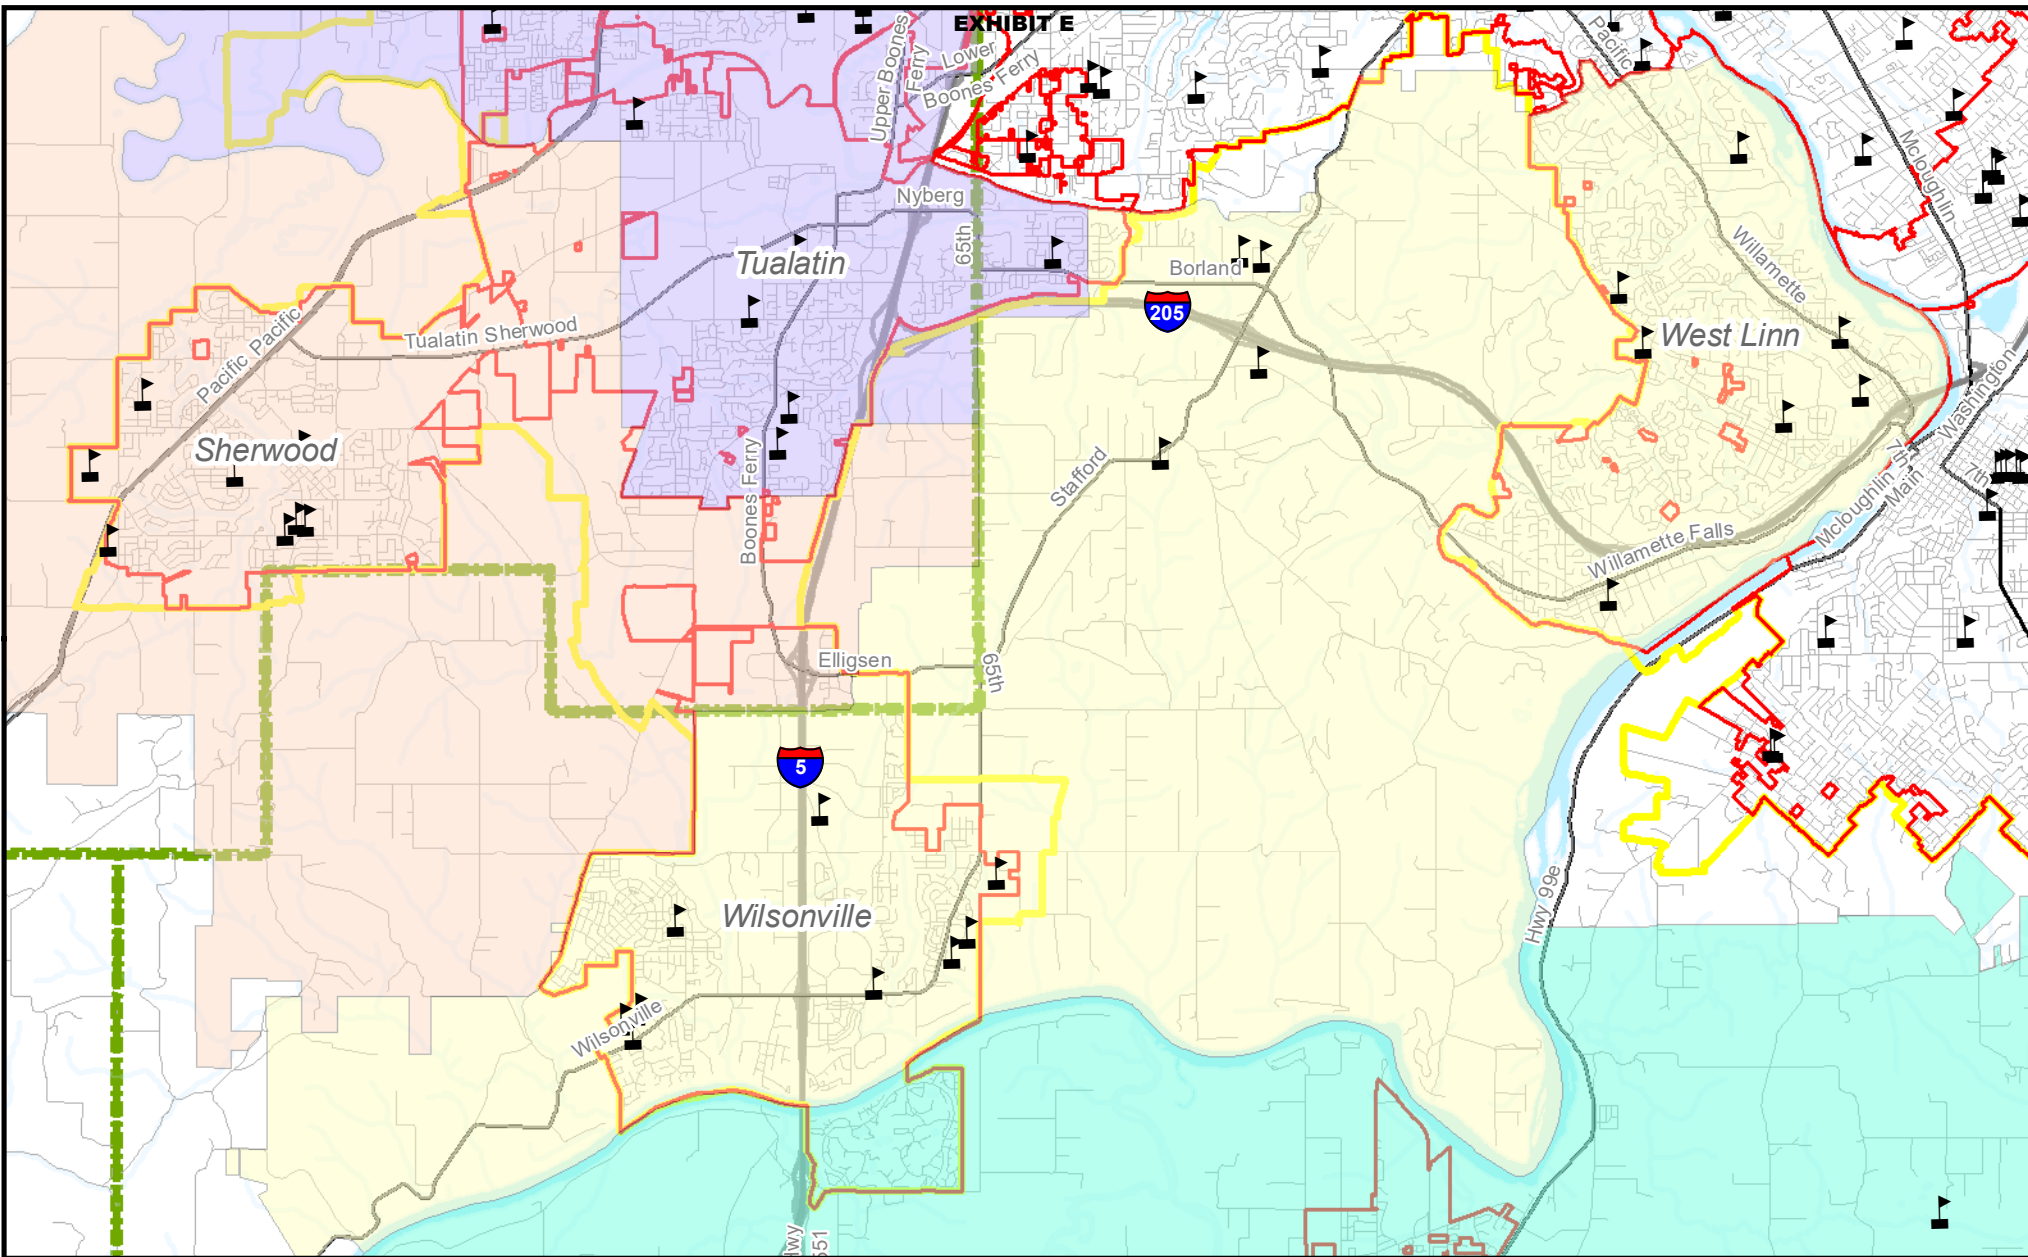 EXHIBIT E
Upper Boones
Ferry
Lower
Boones Ferry
Pacific
Mcloughlin
Nyberg
65th
Tualatin
Borland
Willamette
205
West Linn
Pacific Pacific
Tualatin Sherwood
Washington
Sherwood
Boones Ferry
Stafford
7th
7th
Mcloughlin
Main
Willamette Falls
Elligsen
65th
5
Wilsonville
Hwy 99e
Wilsonville
Hwy
551